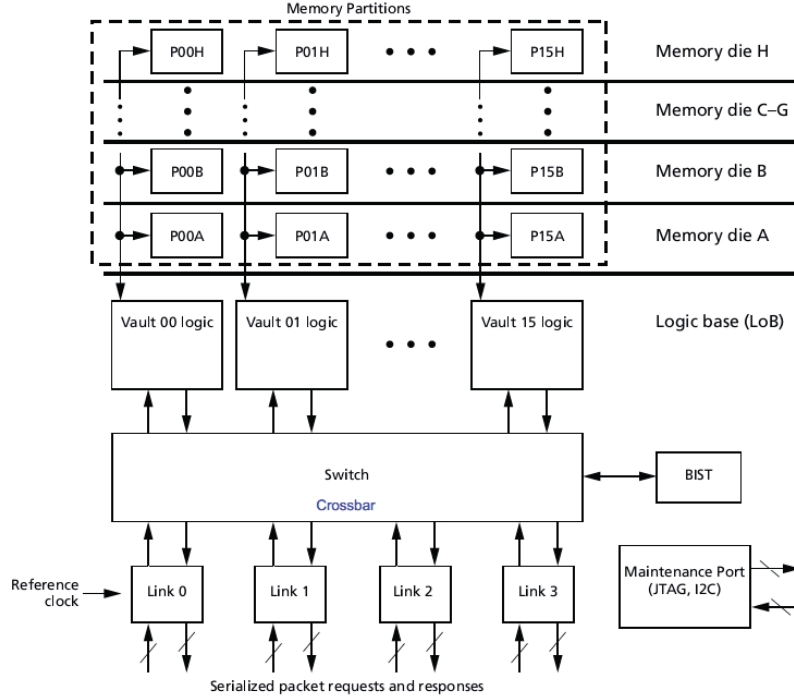 Memory Partitions
P00H P01H P15H Memory die H
Memory die C–G
P00B P01B P15B Memory die B
P00A P01A P15A Memory die A
Vault 00 logic Vault 01 logic Vault 15 logic Logic base (LoB)
Switch
BIST
Crossbar
Reference
clock
Link 0 Link 1 Link 2 Link 3
Maintenance Port
(JTAG, I2C)
Serialized packet requests and responses